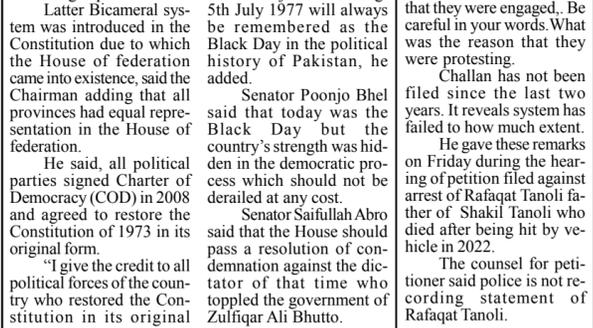 Latter Bicameral sys-
tem was introduced in the
Constitution due to which
the House of federation
came into existence, said the
Chairman adding that all
provinces had equal repre-
sentation in the House of
federation.
He said, all political
parties signed Charter of
Democracy (COD) in 2008
and agreed to restore the
Constitution of 1973 in its
original form.
“I give the credit to all
political forces of the coun-
try who restored the Con-
stitution in its original
5th July 1977 will always
be remembered as the
Black Day in the political
history of Pakistan, he
added.
Senator Poonjo Bhel
said that today was the
Black Day but the
country’s strength was hid-
den in the democratic pro-
cess which should not be
derailed at any cost.
Senator Saifullah Abro
said that the House should
pass a resolution of con-
demnation against the dic-
tator of that time who
toppled the government of
Zulfiqar Ali Bhutto.
that they were engaged,. Be
careful in your words.What
was the reason that they
were protesting.
Challan has not been
filed since the last two
years. It reveals system has
failed to how much extent.
He gave these remarks
on Friday during the hear-
ing of petition filed against
arrest of Rafaqat Tanoli fa-
ther of Shakil Tanoli who
died after being hit by ve-
hicle in 2022.
The counsel for peti-
tioner said police is not re-
cording statement of
Rafaqat Tanoli.